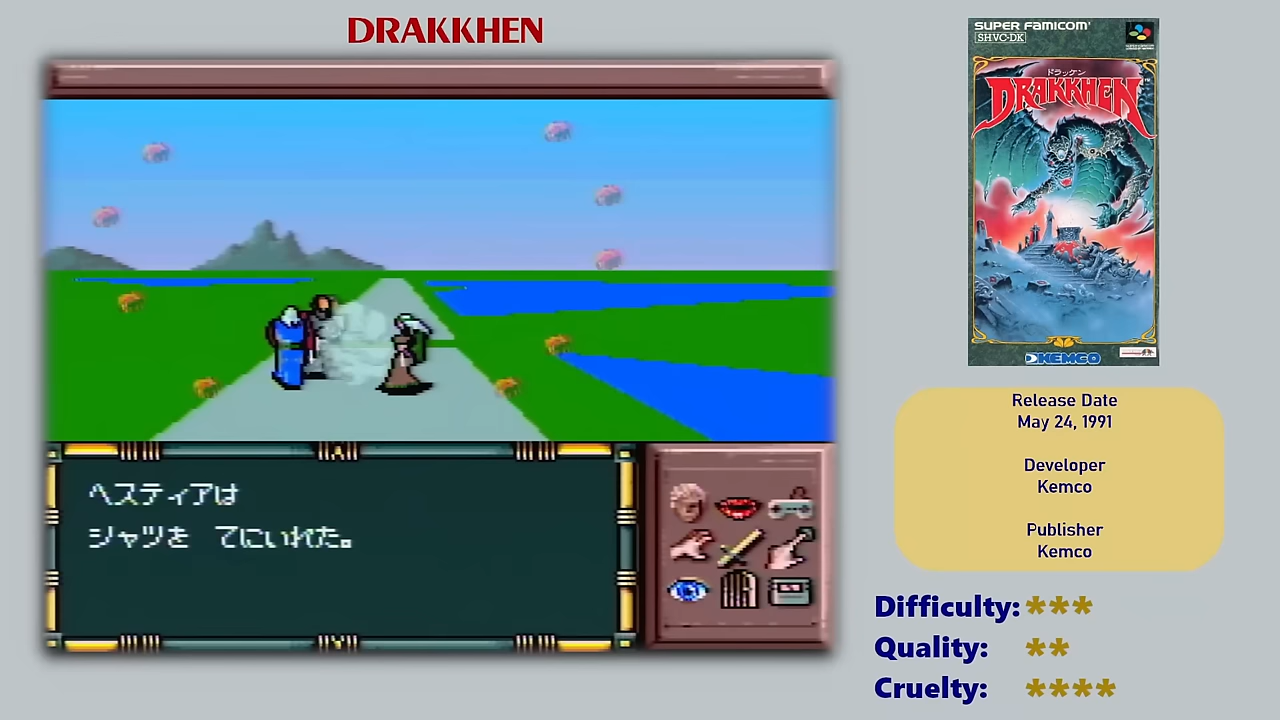 DRAKKHEN
SUPER FAMICOM
SHVC-DK
ドラッケン
DRAKKHEN
TM
KEMCO
ヘスティアは
シャツを てにいれた。
Release Date
May 24, 1991
Developer
Kemco
Publisher
Kemco
Difficulty: ***
Quality: **
Cruelty: ****